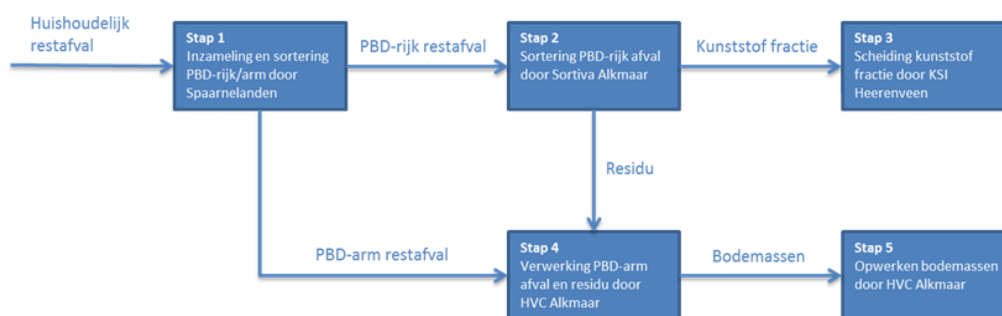 Huishoudelijk
restafval
Stap 1
Inzameling en sortering
PBD-rijk/arm door
Spaarnelanden
PBD-rijk restafval
Stap 2
Sortering PBD-rijk afval
door Sortiva Alkmaar
Kunststof fractie
Stap 3
Scheiding kunststof
fractie door KSI
Heerenveen
Residu
PBD-arm restafval
Stap 4
Verwerking PBD-arm
afval en residu door
HVC Alkmaar
Bodemassen
Stap 5
Opwerken bodemassen
door HVC Alkmaar